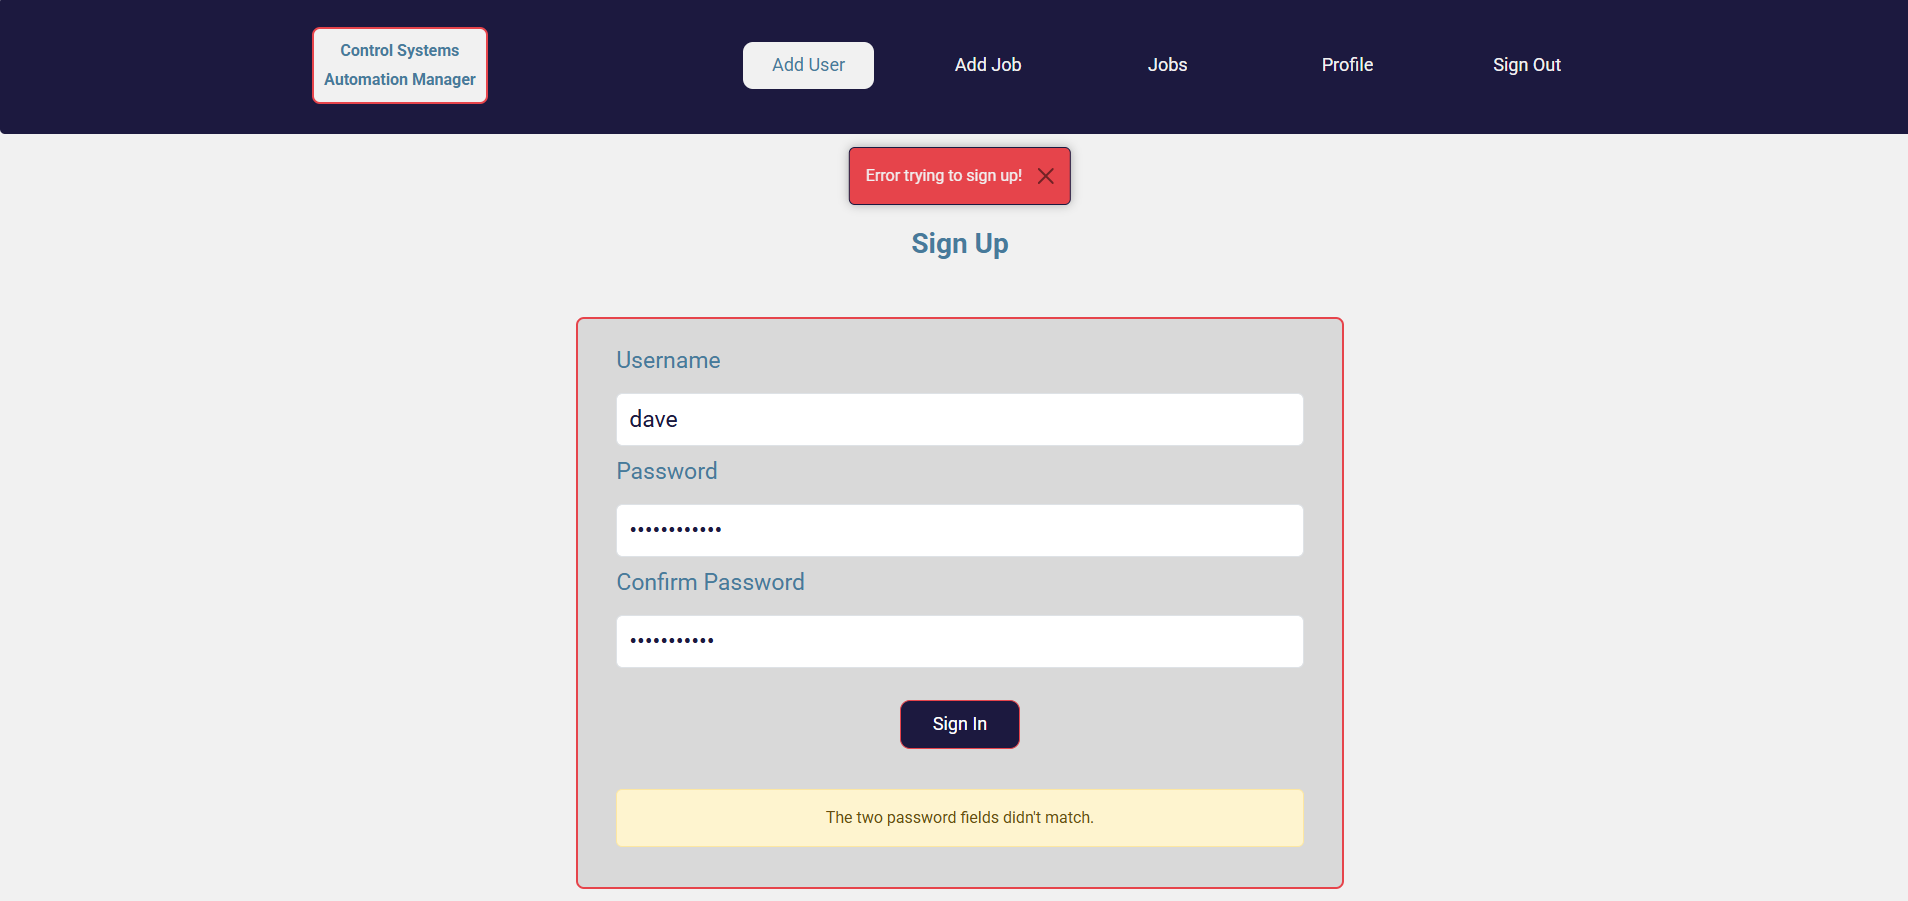 Control Systems
Automation Manager
Add User
Add Job
Jobs
Profile
Sign Out
Error trying to sign up!
Sign Up
Username
dave
Password
••••••••••••
Confirm Password
•••••••••••
Sign In
The two password fields didn't match.